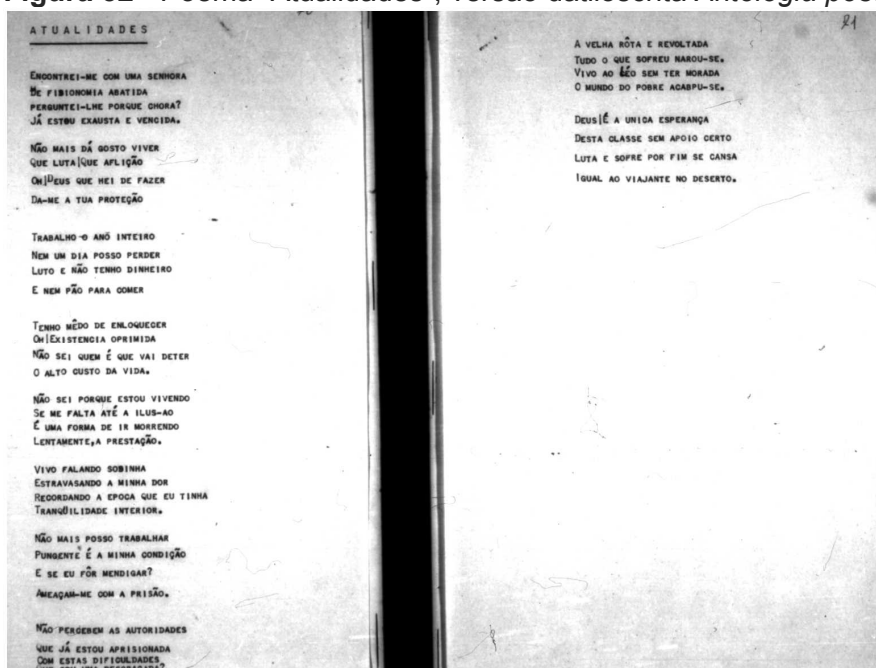 Figura 32 - Poema "Atualidades", versão datiloscrita Antologia
ATUALIDADES
ENCONTREI-ME COM UMA SENHORA
DE FISIONOMIA ABATIDA
PERGUNTEI-LHE PORQUE CHORA?
JÁ ESTOU EXAUSTA E VENCIDA.
NÃO MAIS DÁ GOSTO VIVER
QUE LUTA|QUE AFLIÇÃO
OH|DEUS QUE HEI DE FAZER
DA-ME A TUA PROTEÇÃO
TRABALHO O ANO INTEIRO
NEM UM DIA POSSO PERDER
LUTO E NÃO TENHO DINHEIRO
E NEM PÃO PARA COMER
TENHO MÊDO DE ENLOQUECER
OH|EXISTENCIA OPRIMIDA
NÃO SEI QUEM É QUE VAI DETER
O ALTO CUSTO DA VIDA.
NÃO SEI PORQUE ESTOU VIVENDO
SE ME FALTA ATÉ A ILUS-AO
É UMA FORMA DE IR MORRENDO
LENTAMENTE,A PRESTAÇÃO.
VIVO FALANDO SOBINHA
ESTRAVASANDO A MINHA DOR
RECORDANDO A EPOCA QUE EU TINHA
TRANQÜILIDADE INTERIOR.
NÃO MAIS POSSO TRABALHAR
PUNGENTE É A MINHA CONDIÇÃO
E SE EU FÔR MENDIGAR?
AMEAÇAM-ME COM A PRISÃO.
NÃO PERCEBEM AS AUTORIDADES
QUE JÁ ESTOU APRISIONADA
COM ESTAS DIFICULDADES
21
A VELHA RÔTA E REVOLTADA
TUDO O QUE SOFREU NAROU-SE.
VIVO AO LÉO SEM TER MORADA
O MUNDO DO POBRE ACABPU-SE.
DEUS|É A UNICA ESPERANÇA
DESTA CLASSE SEM APOIO CERTO
LUTA E SOFRE POR FIM SE CANSA
IGUAL AO VIAJANTE NO DESERTO.